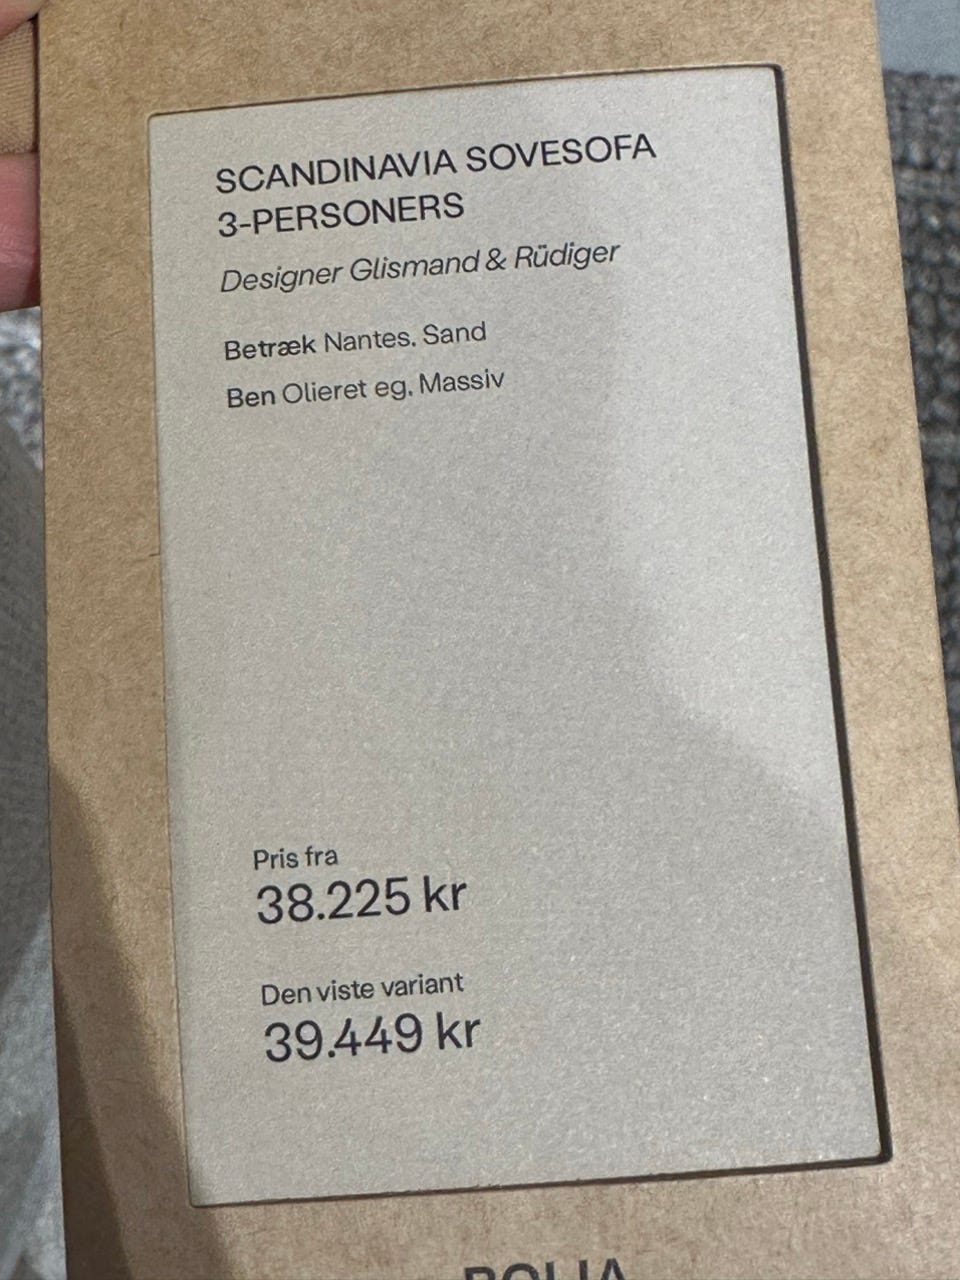 SCANDINAVIA SOVESOFA
3-PERSONERS
Designer Glismand & Rüdiger
Betræk Nantes. Sand
Ben Olieret eg. Massiv
Pris fra
38.225 kr
Den viste variant
39.449 kr
BOLIA